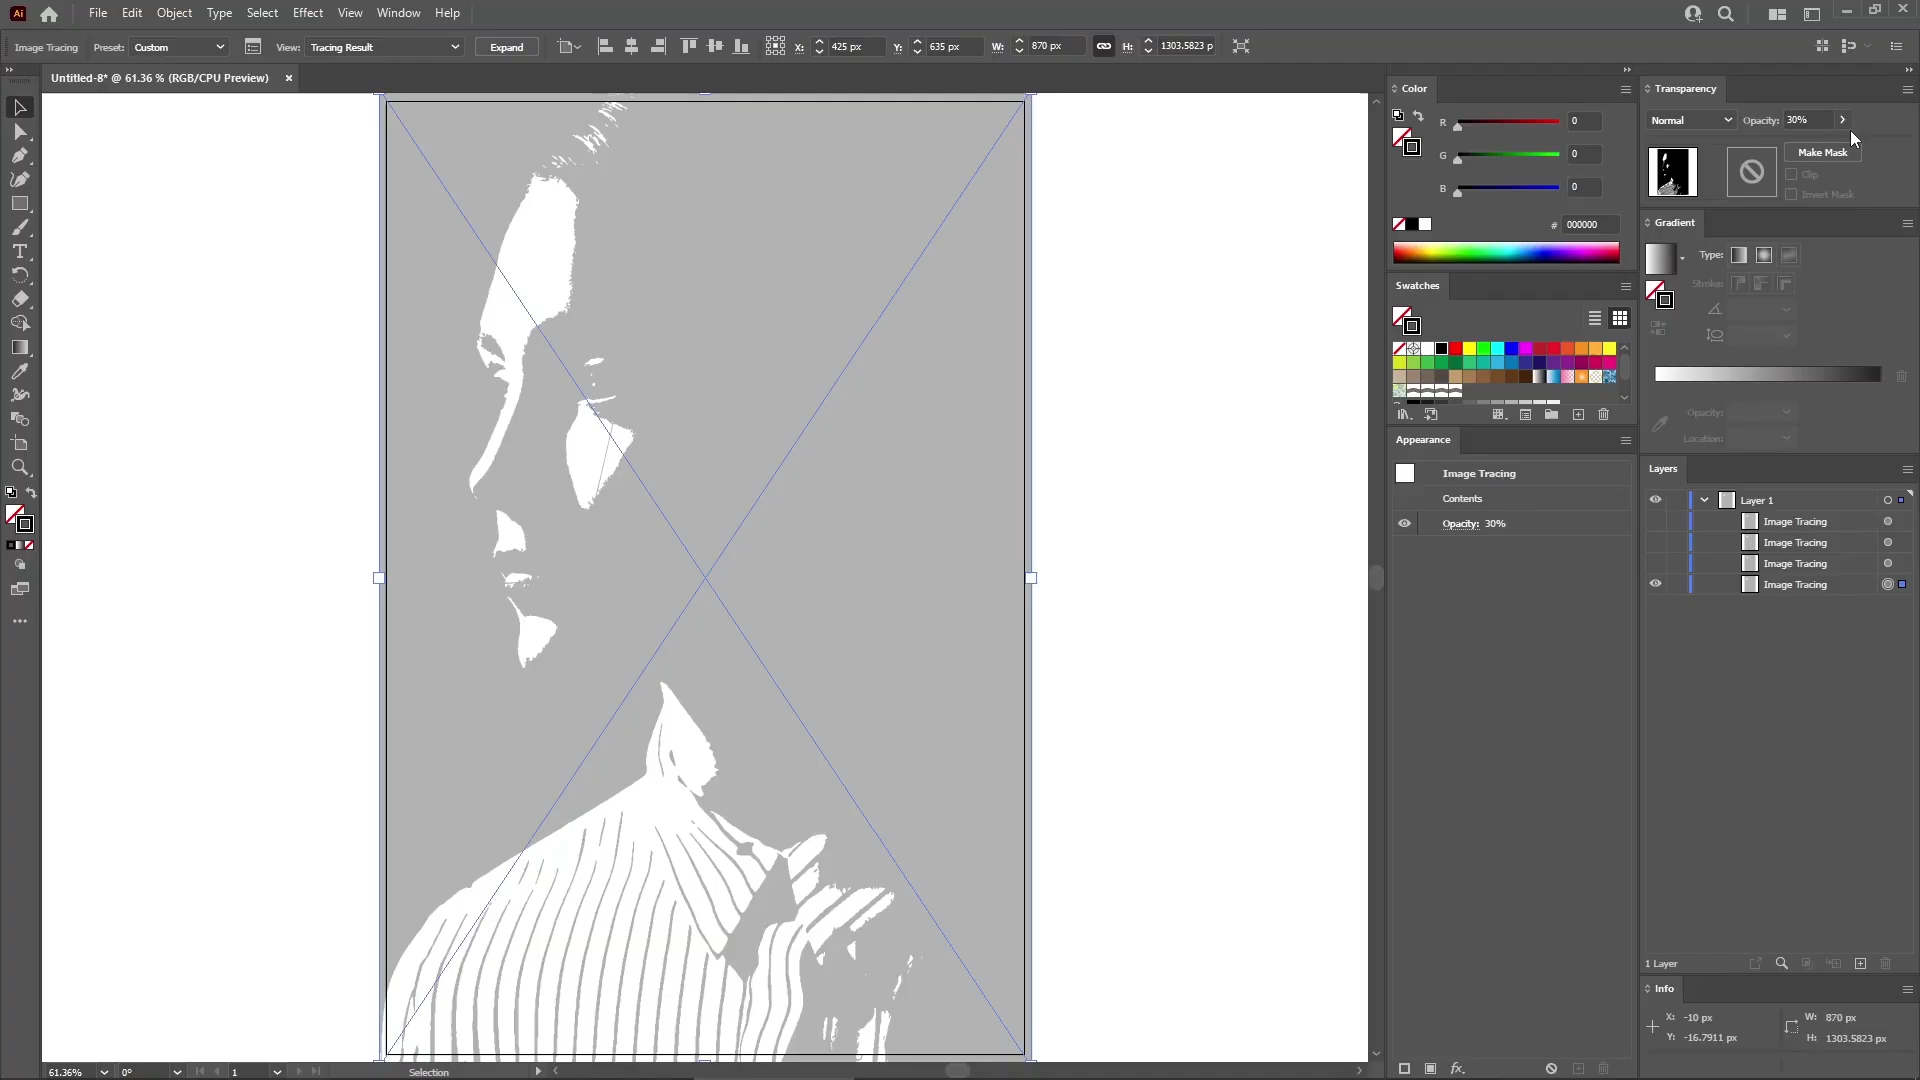 Ai File Edit Object Type Select Effect View Window Help
Image Tracing Preset: Custom View: Tracing Result Expand X: 425 px Y: 635 px W: 870 px H: 1303.5823 p
Untitled-8* @ 61.36 % (RGB/CPU Preview)
Color
R 0
G 0
B 0
# 000000
Swatches
Appearance
Image Tracing
Contents
Opacity: 30%
Transparency
Normal Opacity: 30%
Make Mask
Clip
Invert Mask
Gradient
Type:
Stroke:
Opacity:
Location:
Layers
Layer 1
Image Tracing
Image Tracing
Image Tracing
Image Tracing
1 Layer
Info
X: -10 px W: 870 px
Y: -16.7911 px H: 1303.5823 px
61.36% 0° 1 Selection
fx